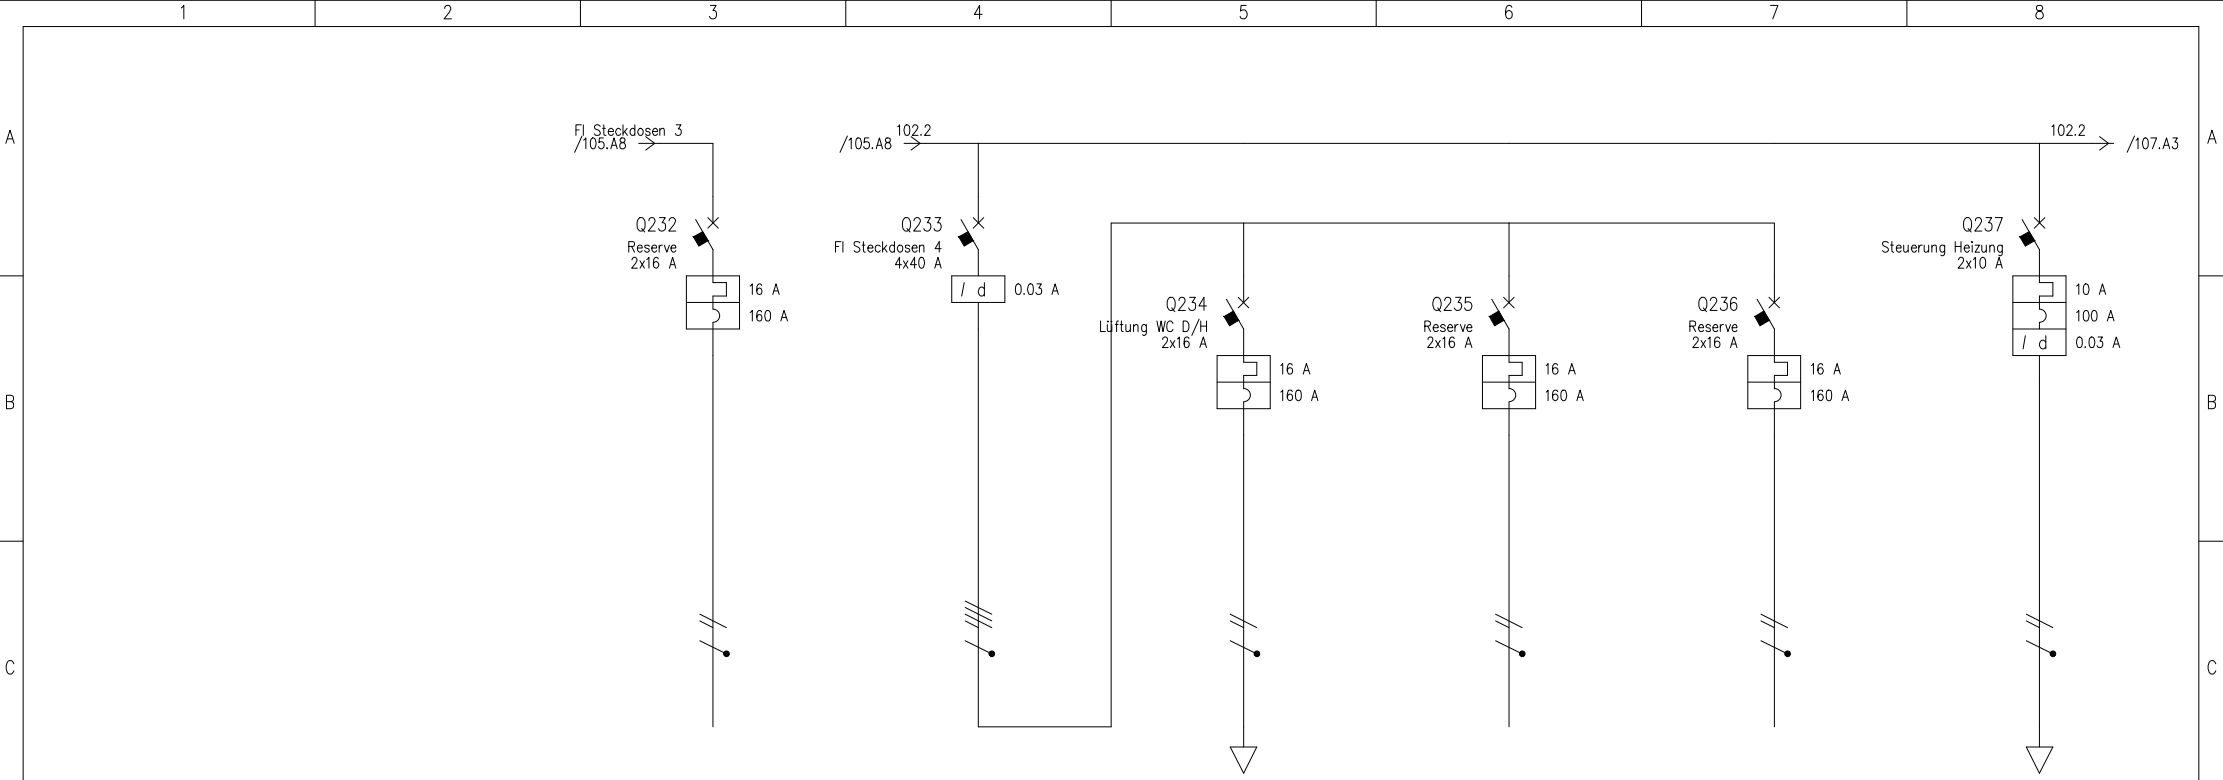 1 2 3 4 5 6 7 8
A A
FI Steckdosen 3
/105.A8
102.2
/105.A8
102.2
/107.A3
Q232
Reserve
2x16 A
16 A
160 A
Q233
FI Steckdosen 4
4x40 A
I d 0.03 A
Q234
Lüftung WC D/H
2x16 A
16 A
160 A
Q235
Reserve
2x16 A
16 A
160 A
Q236
Reserve
2x16 A
16 A
160 A
Q237
Steuerung Heizung
2x10 A
10 A
100 A
I d 0.03 A
B B
C C